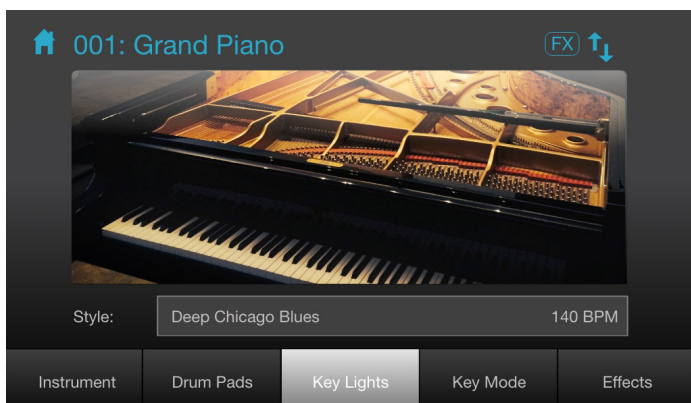 001: Grand Piano FX
Style: Deep Chicago Blues 140 BPM
Instrument Drum Pads Key Lights Key Mode Effects